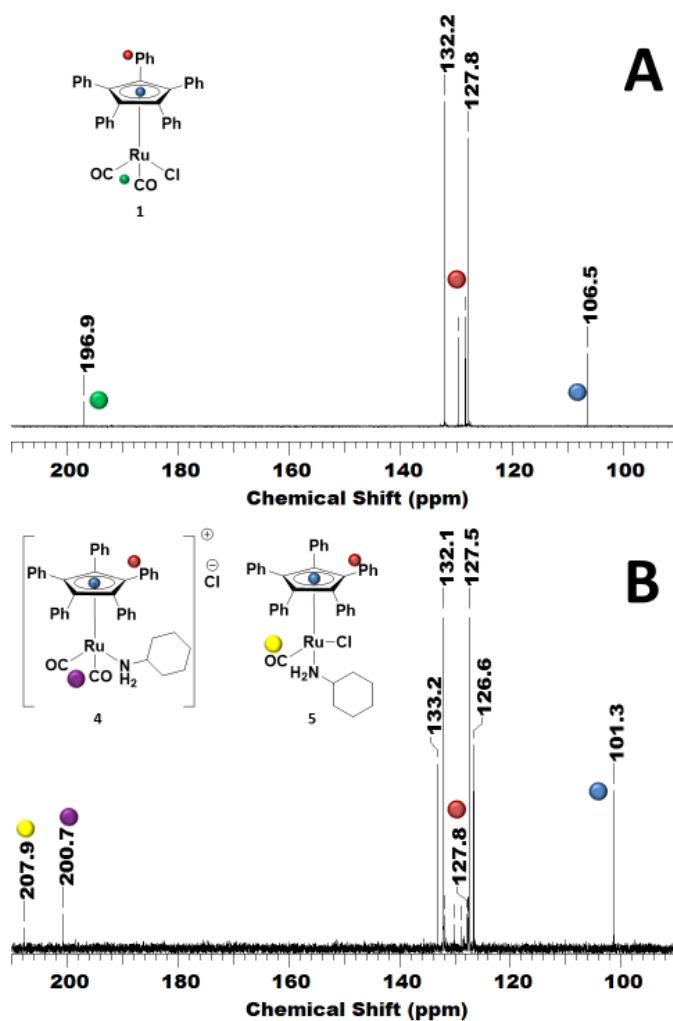 A
132.2
127.8
106.5
196.9
Ph
Ph
Ph
Ph
Ph
Ru
OC
CO
Cl
1
200 180 160 140 120 100
Chemical Shift (ppm)
B
132.1
127.5
133.2
126.6
127.8
101.3
207.9
200.7
Ph
Ph
Ph
Ph
Ph
Ru
OC
CO
N
H2
⊕
⊖
Cl
4
Ph
Ph
Ph
Ph
Ph
Ru
Cl
OC
H2N
5
200 180 160 140 120 100
Chemical Shift (ppm)